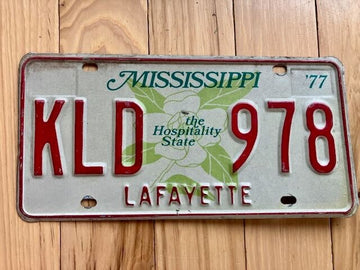 MISSISSIPPI '77
KLD 978
the
Hospitality
State
LAFAYETTE